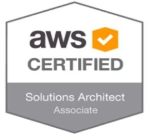 aws
CERTIFIED
Solutions Architect
Associate